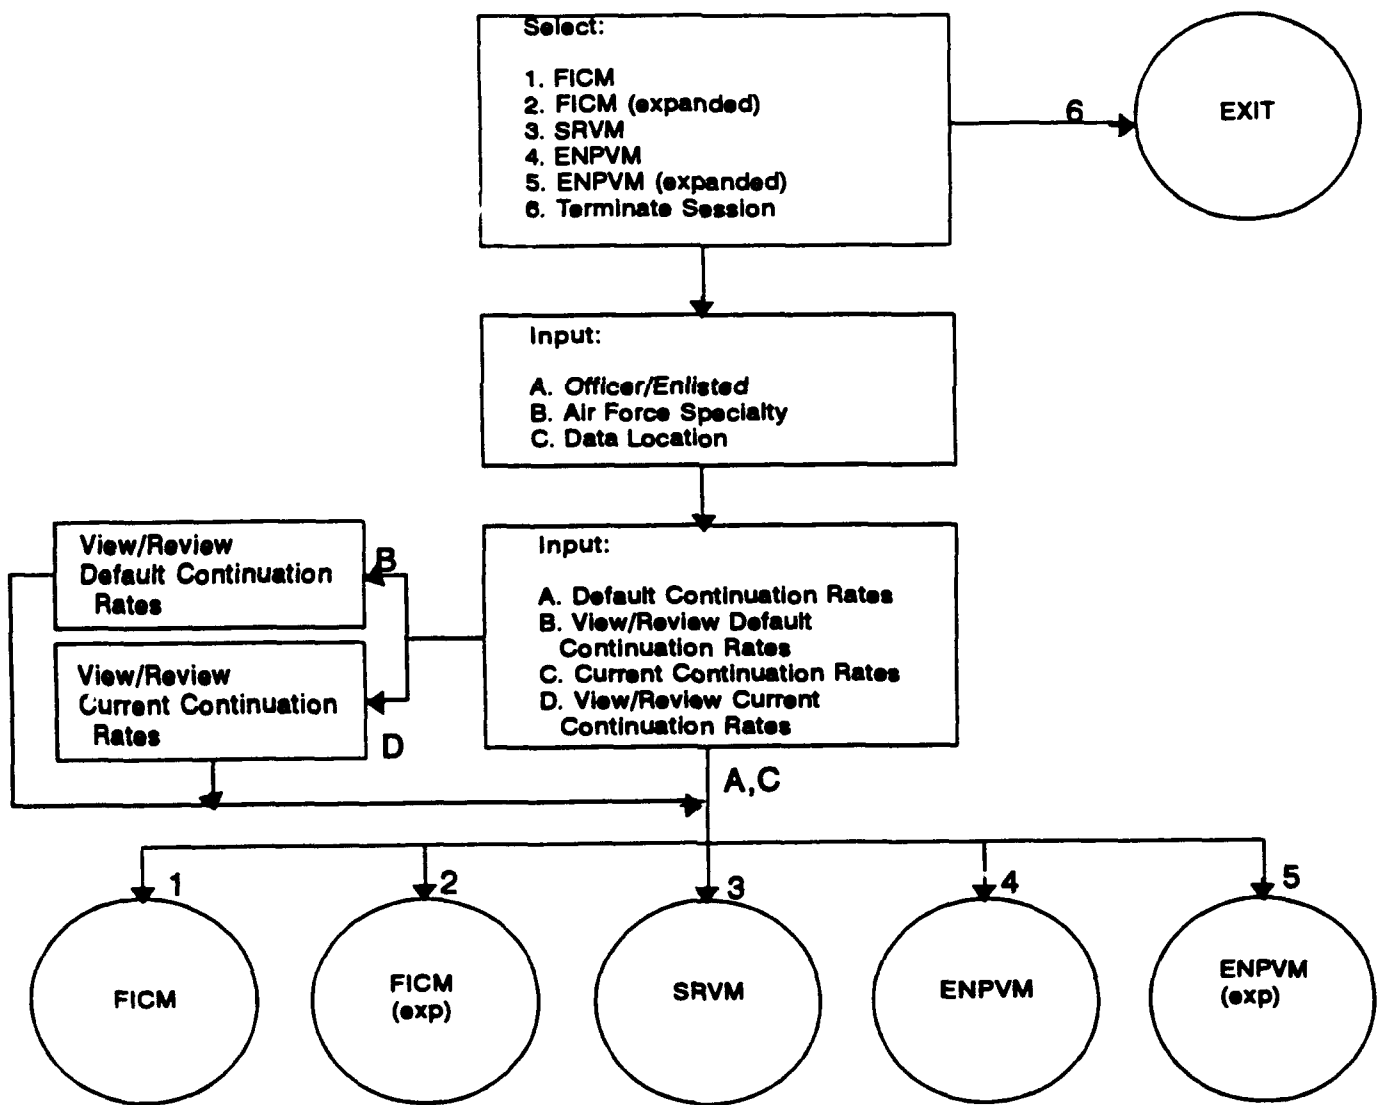 Select:
1. FICM
2. FICM (expanded)
3. SRVM
4. ENPVM
5. ENPVM (expanded)
6. Terminate Session
6
EXIT
Input:
A. Officer/Enlisted
B. Air Force Specialty
C. Data Location
View/Review
Default Continuation
Rates
B
View/Review
Current Continuation
Rates
D
Input:
A. Default Continuation Rates
B. View/Review Default
Continuation Rates
C. Current Continuation Rates
D. View/Review Current
Continuation Rates
A,C
1
2
3
4
5
FICM
FICM
(exp)
SRVM
ENPVM
ENPVM
(exp)